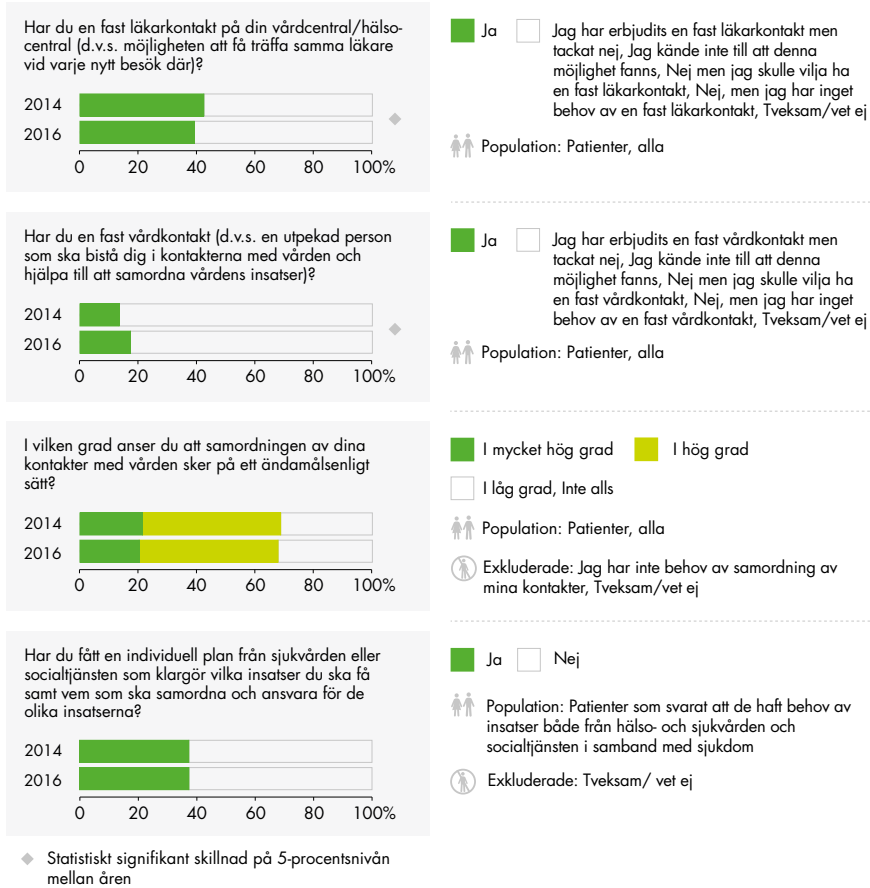 Har du en fast läkarkontakt på din vårdcentral/hälso-
central (d.v.s. möjligheten att få träffa samma läkare
vid varje nytt besök där)?
2014
2016
0 20 40 60 80 100%
Ja
Jag har erbjudits en fast läkarkontakt men
tackat nej, Jag kände inte till att denna
möjlighet fanns, Nej men jag skulle vilja ha
en fast läkarkontakt, Nej, men jag har inget
behov av en fast läkarkontakt, Tveksam/vet ej
Population: Patienter, alla
Har du en fast vårdkontakt (d.v.s. en utpekad person
som ska bistå dig i kontakterna med vården och
hjälpa till att samordna vårdens insatser)?
2014
2016
0 20 40 60 80 100%
Ja
Jag har erbjudits en fast vårdkontakt men
tackat nej, Jag kände inte till att denna
möjlighet fanns, Nej men jag skulle vilja ha
en fast vårdkontakt, Nej, men jag har inget
behov av en fast vårdkontakt, Tveksam/vet ej
Population: Patienter, alla
I vilken grad anser du att samordningen av dina
kontakter med vården sker på ett ändamålsenligt
sätt?
2014
2016
0 20 40 60 80 100%
I mycket hög grad I hög grad
I låg grad, Inte alls
Population: Patienter, alla
Exkluderade: Jag har inte behov av samordning av
mina kontakter, Tveksam/vet ej
Har du fått en individuell plan från sjukvården eller
socialtjänsten som klargör vilka insatser du ska få
samt vem som ska samordna och ansvara för de
olika insatserna?
2014
2016
0 20 40 60 80 100%
Ja Nej
Population: Patienter som svarat att de haft behov av
insatser både från hälso- och sjukvården och
socialtjänsten i samband med sjukdom
Exkluderade: Tveksam/ vet ej
Statistiskt signifikant skillnad på 5-procentsnivån
mellan åren